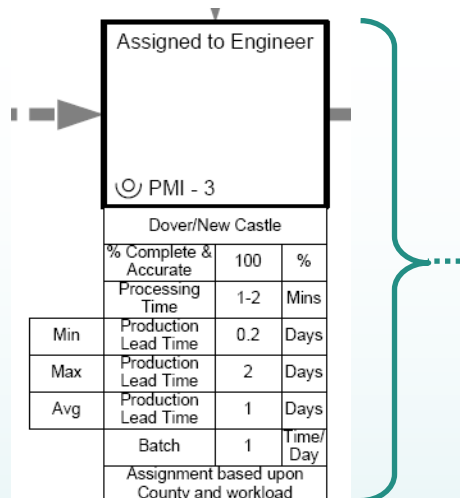 Assigned to Engineer
PMI - 3
Dover/New Castle
% Complete &
Accurate
100
%
Processing
Time
1-2
Mins
Min
Production
Lead Time
0.2
Days
Max
Production
Lead Time
2
Days
Avg
Production
Lead Time
1
Days
Batch
1
Time/
Day
Assignment based upon
County and workload